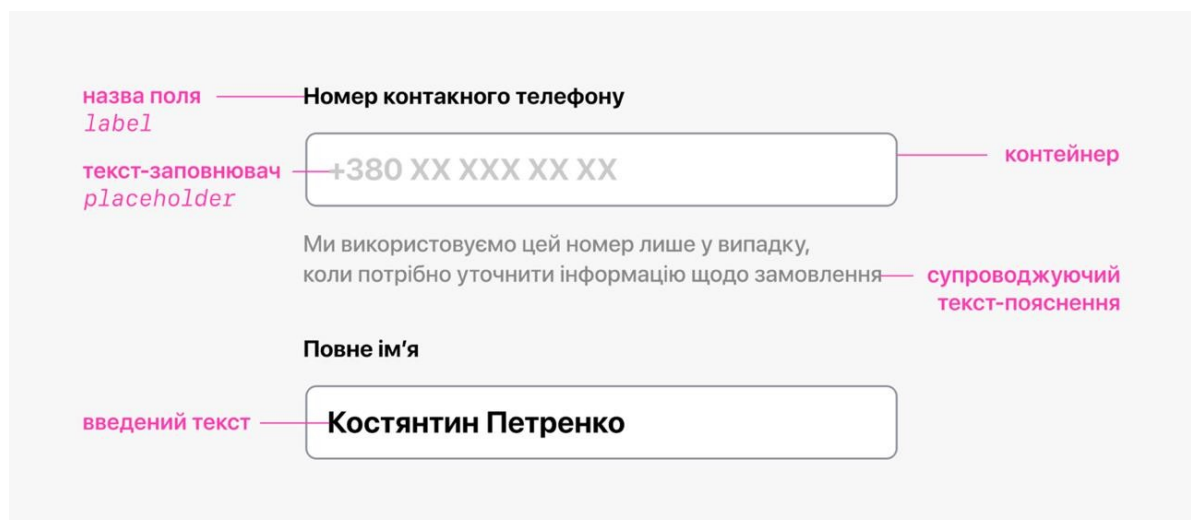 назва поля
label
Номер контакного телефону
текст-заповнювач
placeholder
+380 XX XXX XX XX
контейнер
Ми використовуємо цей номер лише у випадку,
коли потрібно уточнити інформацію щодо замовлення
супроводжуючий
текст-пояснення
Повне ім’я
введений текст
Костянтин Петренко